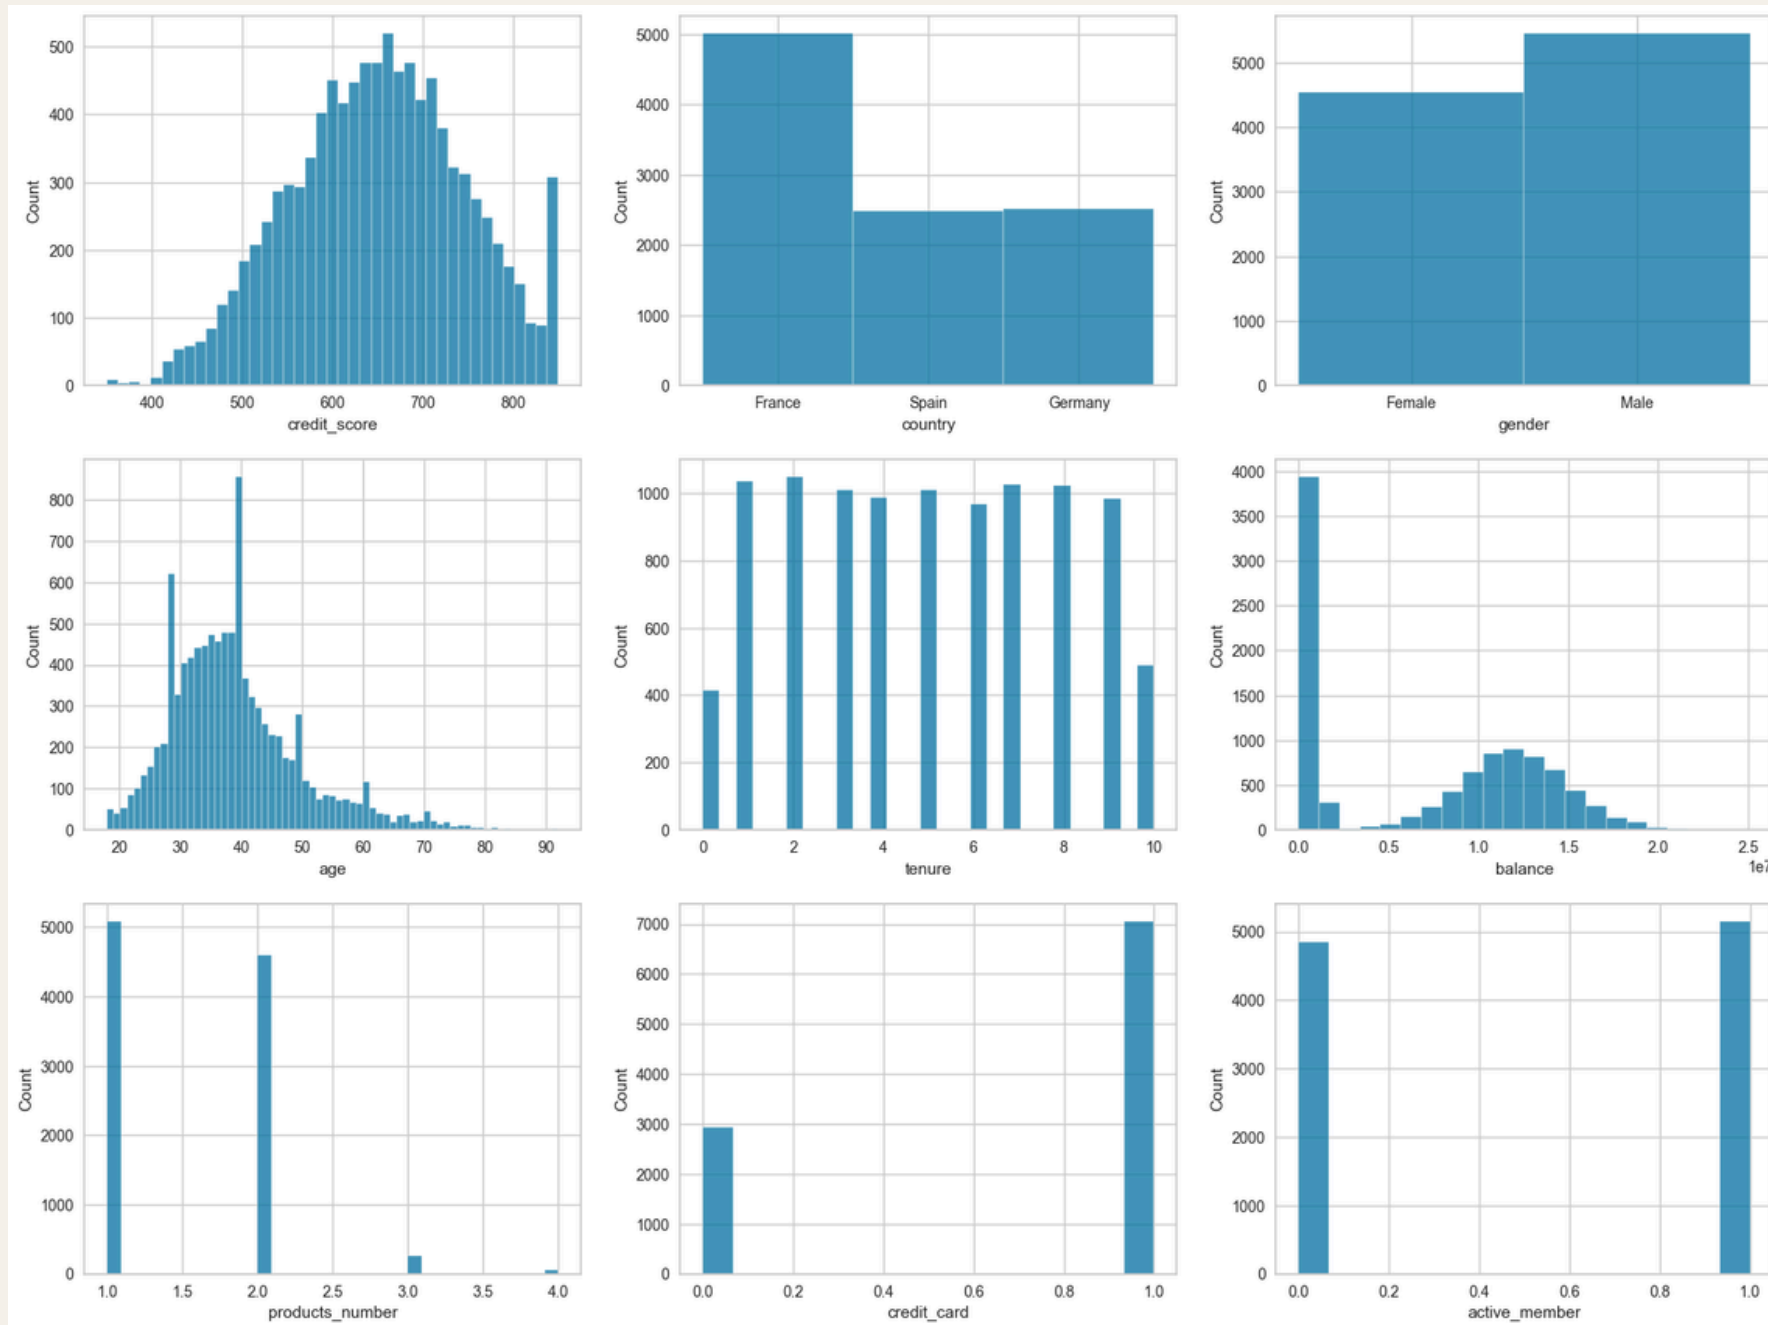 500
400
300
200
100
0
Count
400 500 600 700 800
credit_score
5000
4000
3000
2000
1000
0
Count
France Spain Germany
country
5000
4000
3000
2000
1000
0
Count
Female Male
gender
800
700
600
500
400
300
200
100
0
Count
20 30 40 50 60 70 80 90
age
1000
800
600
400
200
0
Count
0 2 4 6 8 10
tenure
4000
3500
3000
2500
2000
1500
1000
500
0
Count
0.0 0.5 1.0 1.5 2.0 2.5
1e7
balance
5000
4000
3000
2000
1000
0
Count
1.0 1.5 2.0 2.5 3.0 3.5 4.0
products_number
7000
6000
5000
4000
3000
2000
1000
0
Count
0.0 0.2 0.4 0.6 0.8 1.0
credit_card
5000
4000
3000
2000
1000
0
Count
0.0 0.2 0.4 0.6 0.8 1.0
active_member